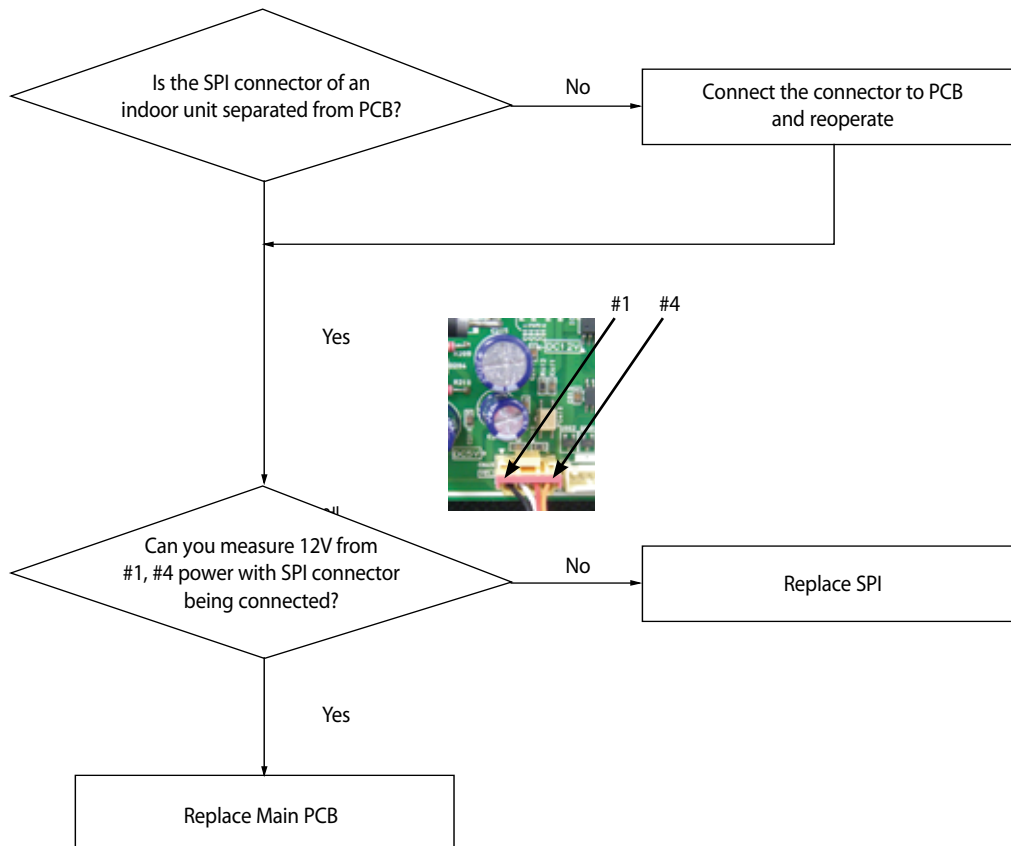 Is the SPI connector of an
indoor unit separated from PCB?
No
Connect the connector to PCB
and reoperate
#1
#4
Yes
DC12V
Can you measure 12V from
#1, #4 power with SPI connector
being connected?
No
Replace SPI
Yes
Replace Main PCB